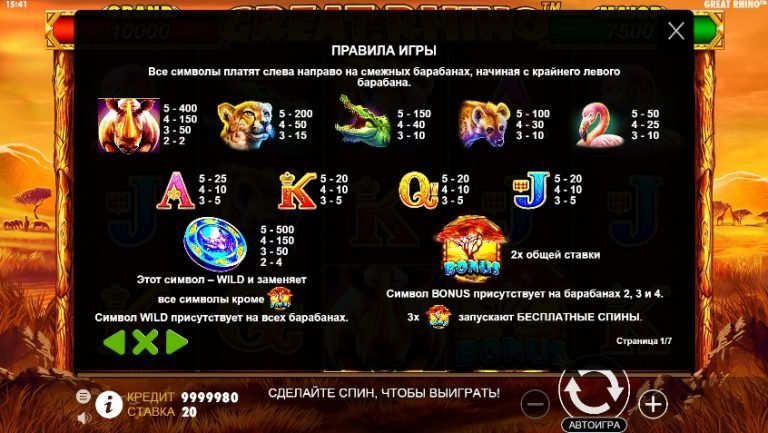 15:41
GREAT RHINO™
GRAND
GREAT RHINO™
MAJOR
10000
7500
ПРАВИЛА ИГРЫ
Все символы платят слева направо на смежных барабанах, начиная с крайнего левого
барабана.
5 - 400
4 - 150
3 - 50
2 - 2
5 - 200
4 - 50
3 - 15
5 - 150
4 - 40
3 - 10
5 - 100
4 - 30
3 - 10
5 - 50
4 - 25
3 - 10
A
5 - 25
4 - 10
3 - 5
K
5 - 20
4 - 10
3 - 5
Q
5 - 20
4 - 10
3 - 5
J
5 - 20
4 - 10
3 - 5
5 - 500
4 - 150
3 - 50
2 - 4
BONUS
2x общей ставки
Этот символ – WILD и заменяет
все символы кроме BONUS
Символ WILD присутствует на всех барабанах.
Символ BONUS присутствует на барабанах 2, 3 и 4.
3x BONUS запускают БЕСПЛАТНЫЕ СПИНЫ.
Страница 1/7
КРЕДИТ 9999980
СТАВКА 20
СДЕЛАЙТЕ СПИН, ЧТОБЫ ВЫИГРАТЬ!
АВТОИГРА